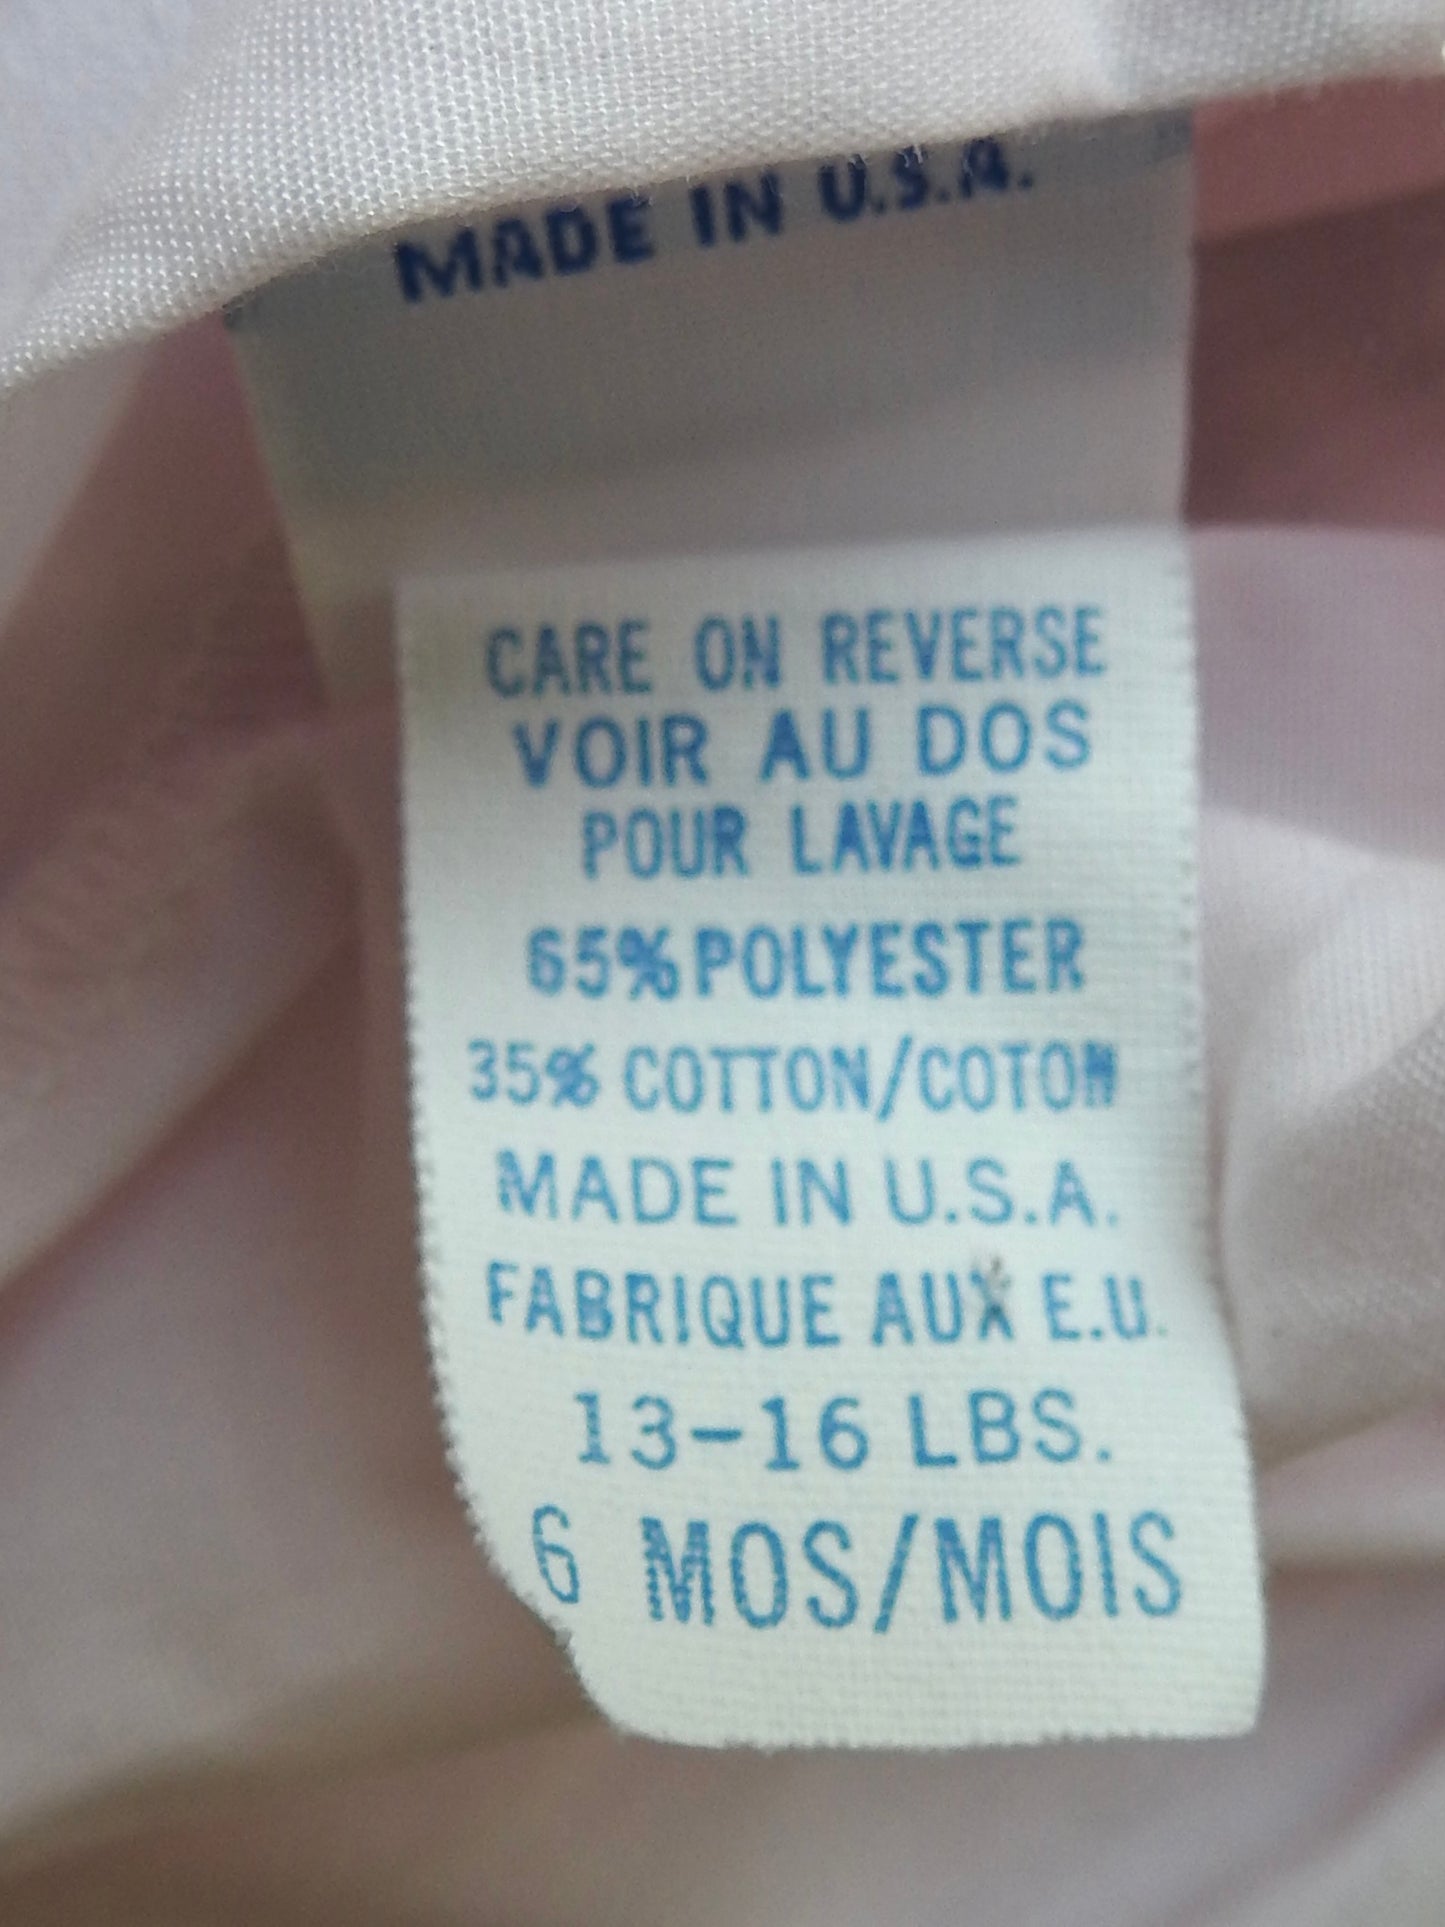 MADE IN U.S.A.
CARE ON REVERSE
VOIR AU DOS
POUR LAVAGE
65% POLYESTER
35% COTTON/COTON
MADE IN U.S.A.
FABRIQUE AUX E.U.
13-16 LBS.
6 MOS/MOIS